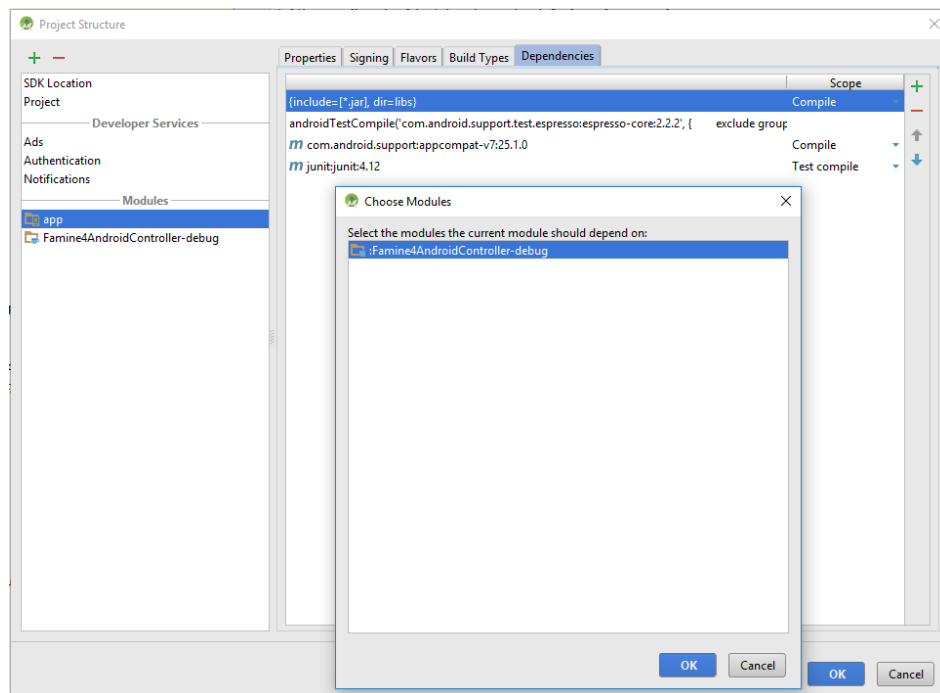 Project Structure
Properties Signing Flavors Build Types Dependencies
SDK Location
Project
Developer Services
Ads
Authentication
Notifications
Modules
app
Famine4AndroidController-debug
Scope
{include=[*.jar], dir=libs} Compile
androidTestCompile('com.android.support.test.espresso:espresso-core:2.2.2', { exclude group
m com.android.support:appcompat-v7:25.1.0 Compile
m junit:junit:4.12 Test compile
Choose Modules
Select the modules the current module should depend on:
:Famine4AndroidController-debug
OK Cancel
OK Cancel